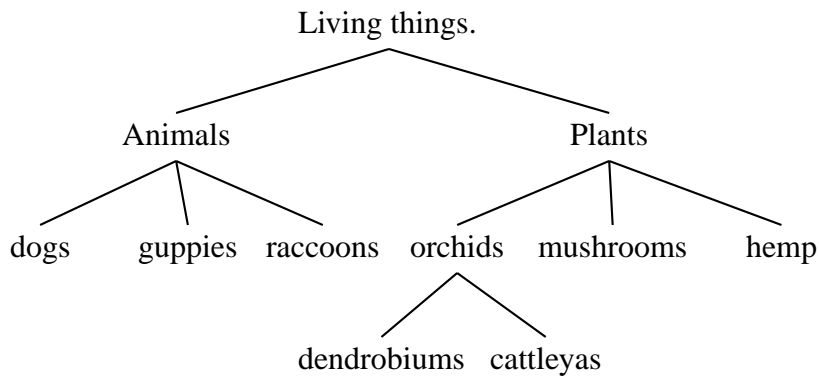 Living things.
Animals Plants
dogs guppies raccoons orchids mushrooms hemp
dendrobiums cattleyas